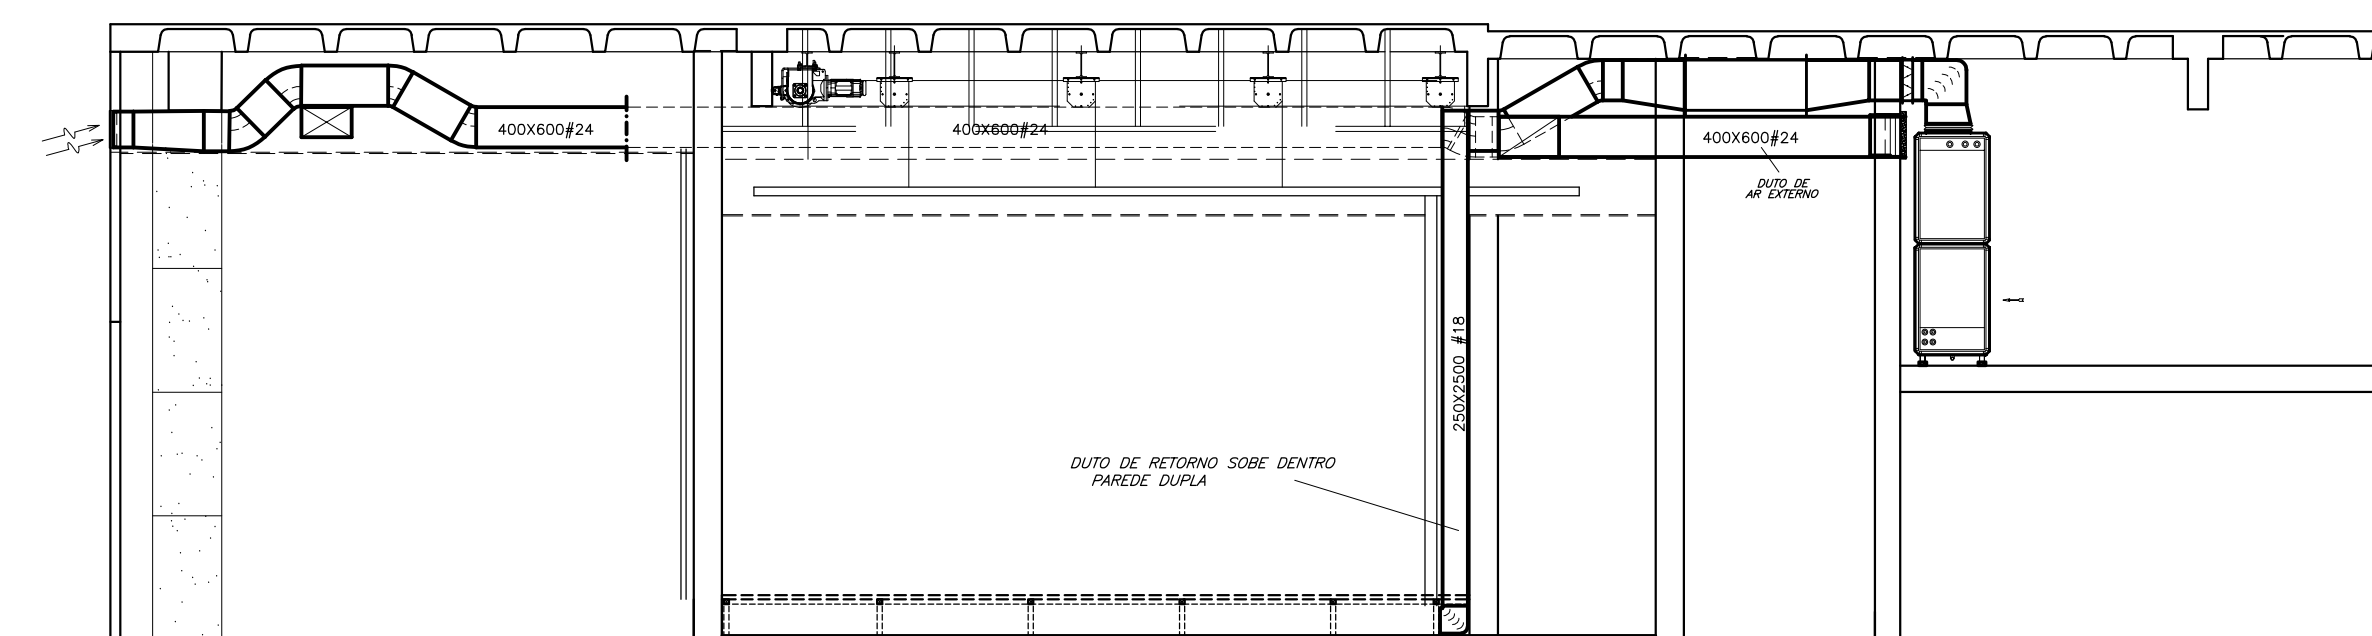 400X600#24
400X600#24
400X600#24
DUTO DE
AR EXTERNO
250X2500 #18
DUTO DE RETORNO SOBE DENTRO
PAREDE DUPLA